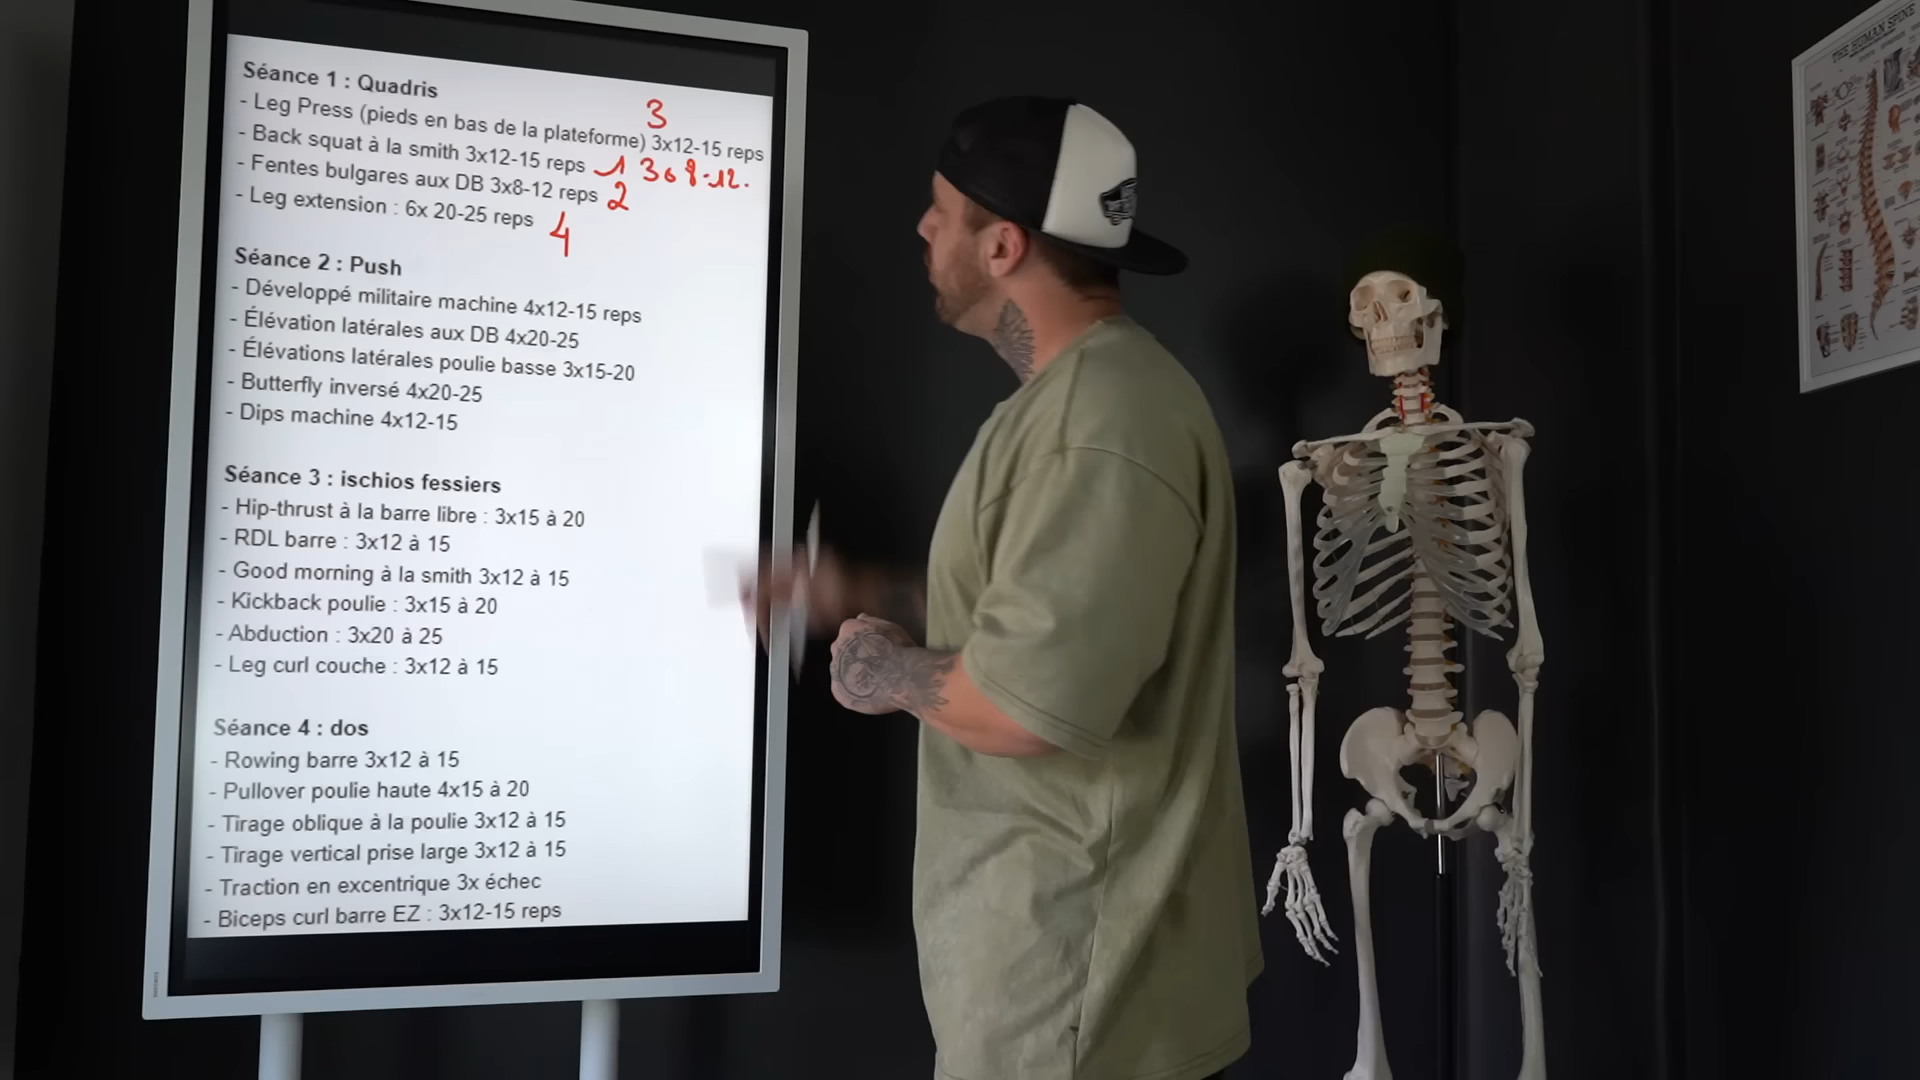 Séance 1 : Quadris
3
- Leg Press (pieds en bas de la plateforme) 3x12-15 reps
- Back squat à la smith 3x12-15 reps 1 3 8-12.
- Fentes bulgares aux DB 3x8-12 reps 2
- Leg extension : 6x 20-25 reps 4
Séance 2 : Push
- Développé militaire machine 4x12-15 reps
- Élévation latérales aux DB 4x20-25
- Élévations latérales poulie basse 3x15-20
- Butterfly inversé 4x20-25
- Dips machine 4x12-15
Séance 3 : ischios fessiers
- Hip-thrust à la barre libre : 3x15 à 20
- RDL barre : 3x12 à 15
- Good morning à la smith 3x12 à 15
- Kickback poulie : 3x15 à 20
- Abduction : 3x20 à 25
- Leg curl couche : 3x12 à 15
Séance 4 : dos
- Rowing barre 3x12 à 15
- Pullover poulie haute 4x15 à 20
- Tirage oblique à la poulie 3x12 à 15
- Tirage vertical prise large 3x12 à 15
- Traction en excentrique 3x échec
- Biceps curl barre EZ : 3x12-15 reps
THE HUMAN SPINE